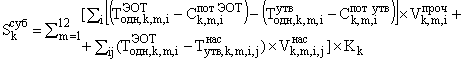 S_k^суб = ∑_{m=1}^{12} [∑_i [(T_{одн,k,m,i}^{ЭОТ} − C_{k,m,i}^{пот ЭОТ}) − (T_{одн,k,m,i}^{утв} − C_{k,m,i}^{пот утв})] × V_{k,m,i}^{проч} +
+ ∑_{ij} (T_{одн,k,m,i}^{ЭОТ} − T_{утв,k,m,i,j}^{нас}) × V_{k,m,i,j}^{нас}] × K_k